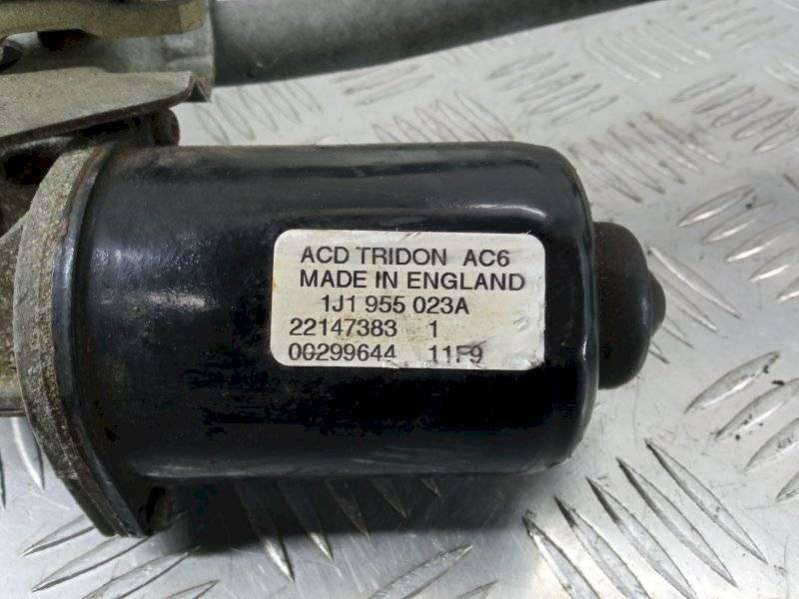 ACD TRIDON AC6
MADE IN ENGLAND
1J1 955 023A
22147383 1
00299644 11F9